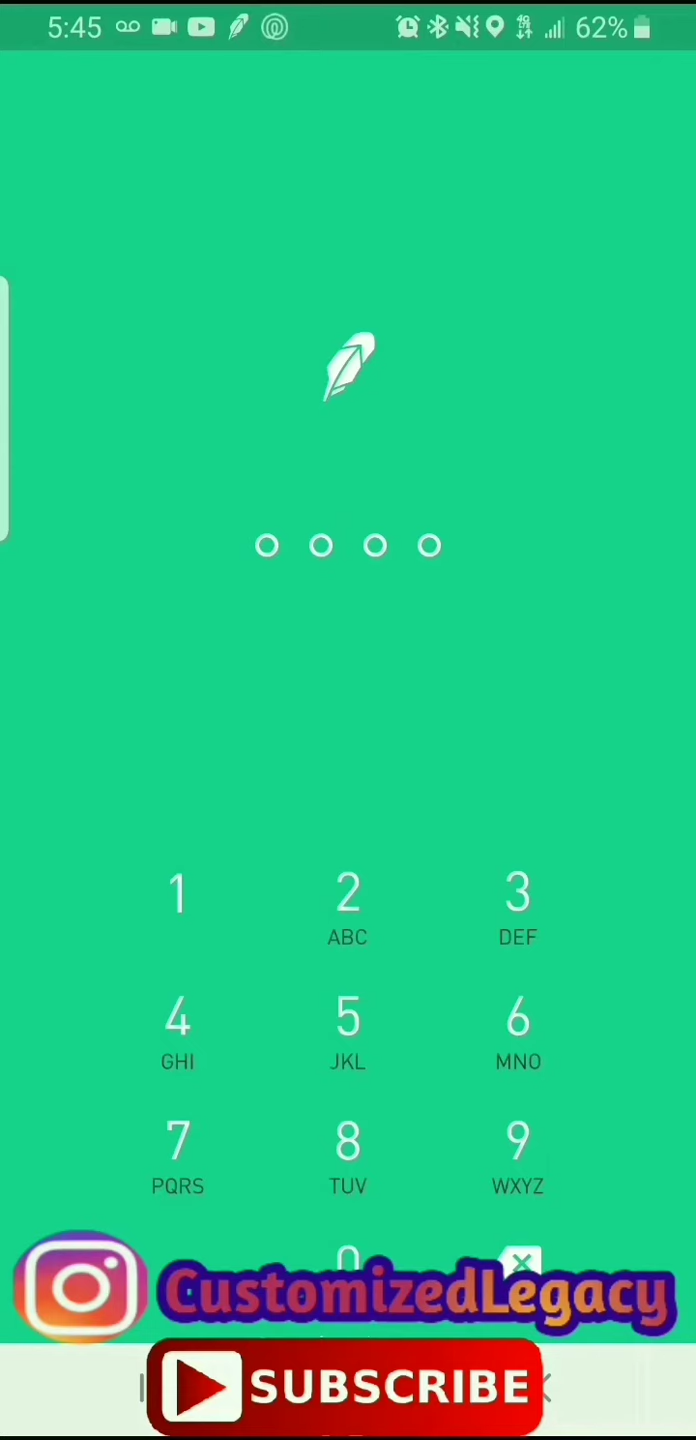 5:45 62%
1 2 3
ABC DEF
4 5 6
GHI JKL MNO
7 8 9
PQRS TUV WXYZ
0
CustomizedLegacy
SUBSCRIBE